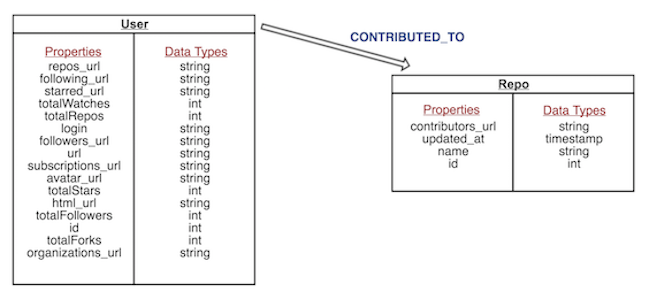 User
Properties Data Types
repos_url string
following_url string
starred_url string
totalWatches int
totalRepos int
login string
followers_url string
url string
subscriptions_url string
avatar_url string
totalStars int
html_url string
totalFollowers int
id int
totalForks int
organizations_url string
CONTRIBUTED_TO
Repo
Properties Data Types
contributors_url string
updated_at timestamp
name string
id int